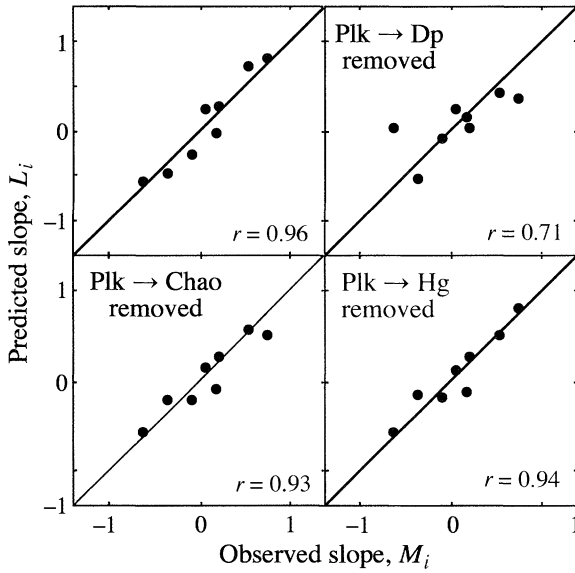 Predicted slope, L_i
1
0
−1
r = 0.96
Plk → Dp
removed
r = 0.71
1
0
−1
Plk → Chao
removed
r = 0.93
Plk → Hg
removed
r = 0.94
−1
0
1
−1
0
1
Observed slope, M_i